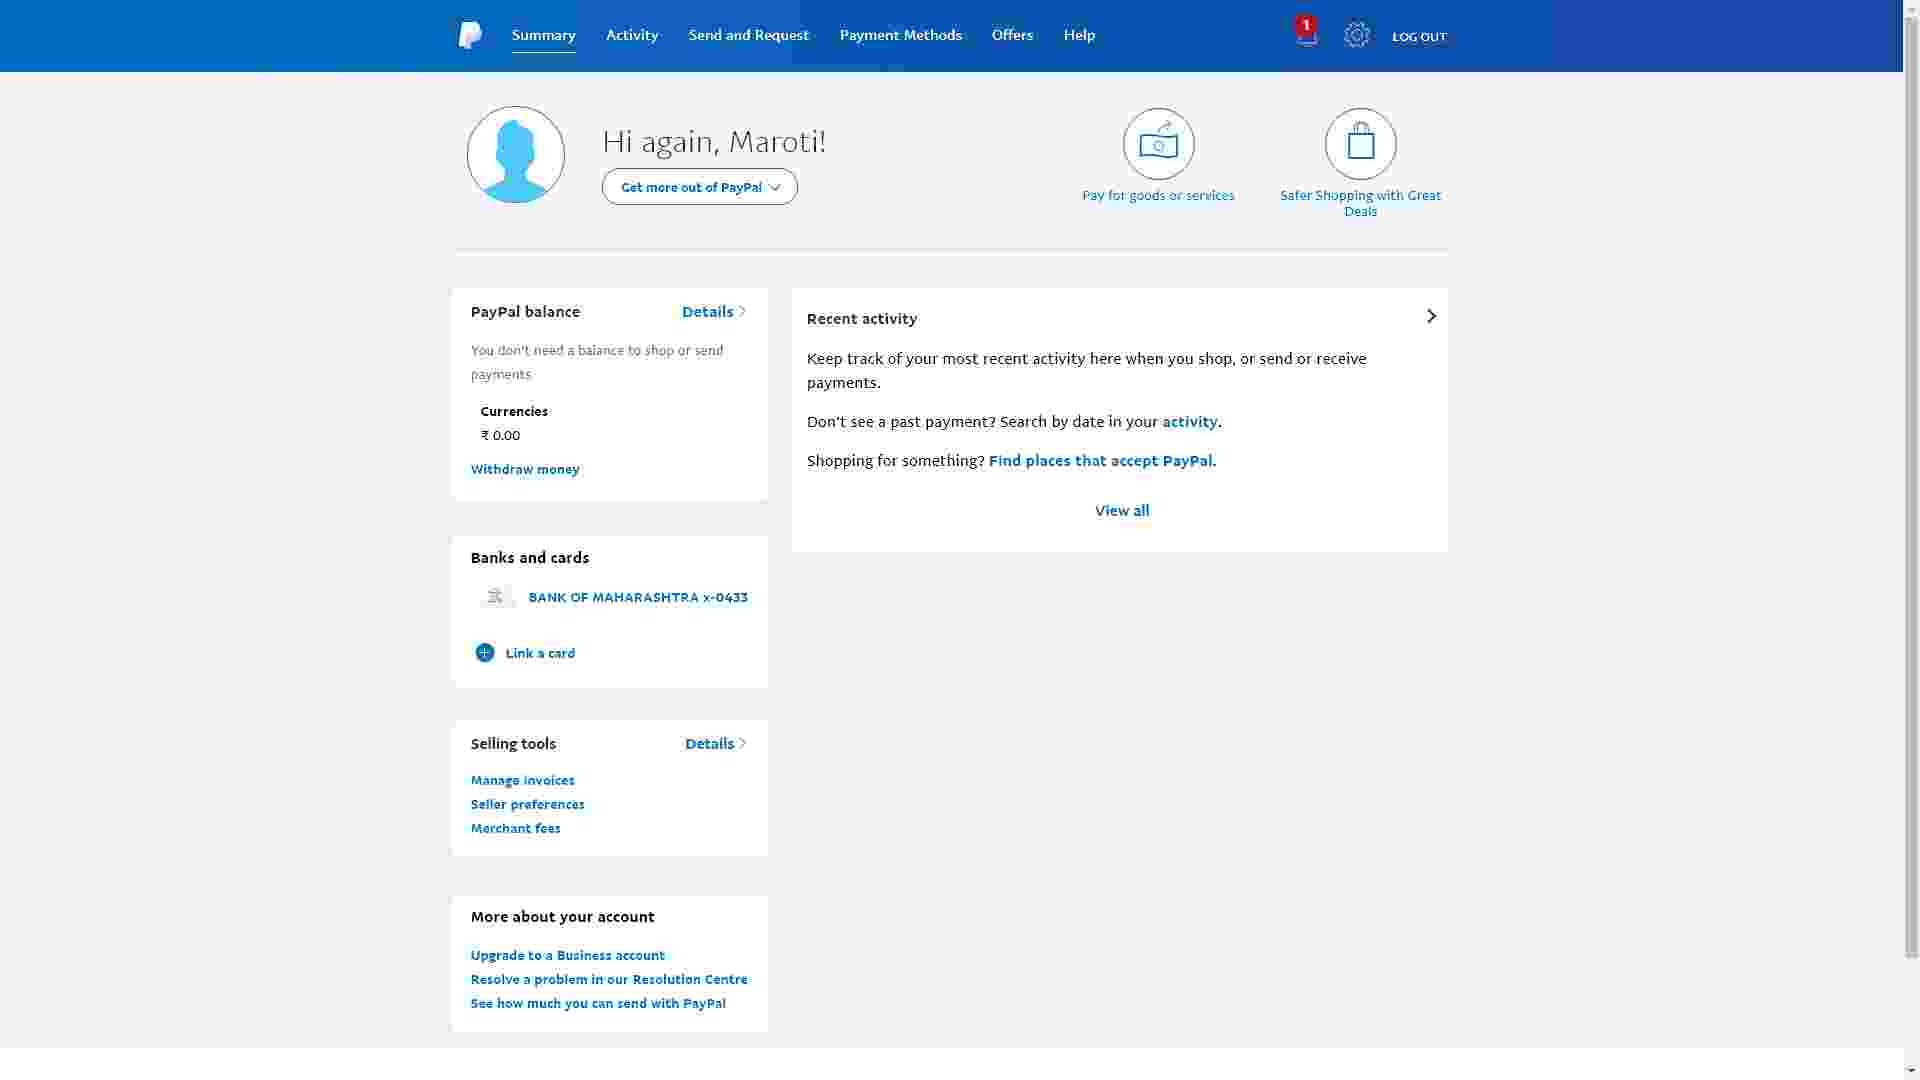 Summary
Activity
Send and Request
Payment Methods
Offers
Help
1
LOG OUT
Hi again, Maroti!
Get more out of PayPal
Pay for goods or services
Safer Shopping with Great
Deals
PayPal balance
Details
You don't need a balance to shop or send
payments
Currencies
₹ 0.00
Withdraw money
Recent activity
Keep track of your most recent activity here when you shop, or send or receive
payments.
Don't see a past payment? Search by date in your activity.
Shopping for something? Find places that accept PayPal.
View all
Banks and cards
BANK OF MAHARASHTRA x-0433
Link a card
Selling tools
Details
Manage invoices
Seller preferences
Merchant fees
More about your account
Upgrade to a Business account
Resolve a problem in our Resolution Centre
See how much you can send with PayPal